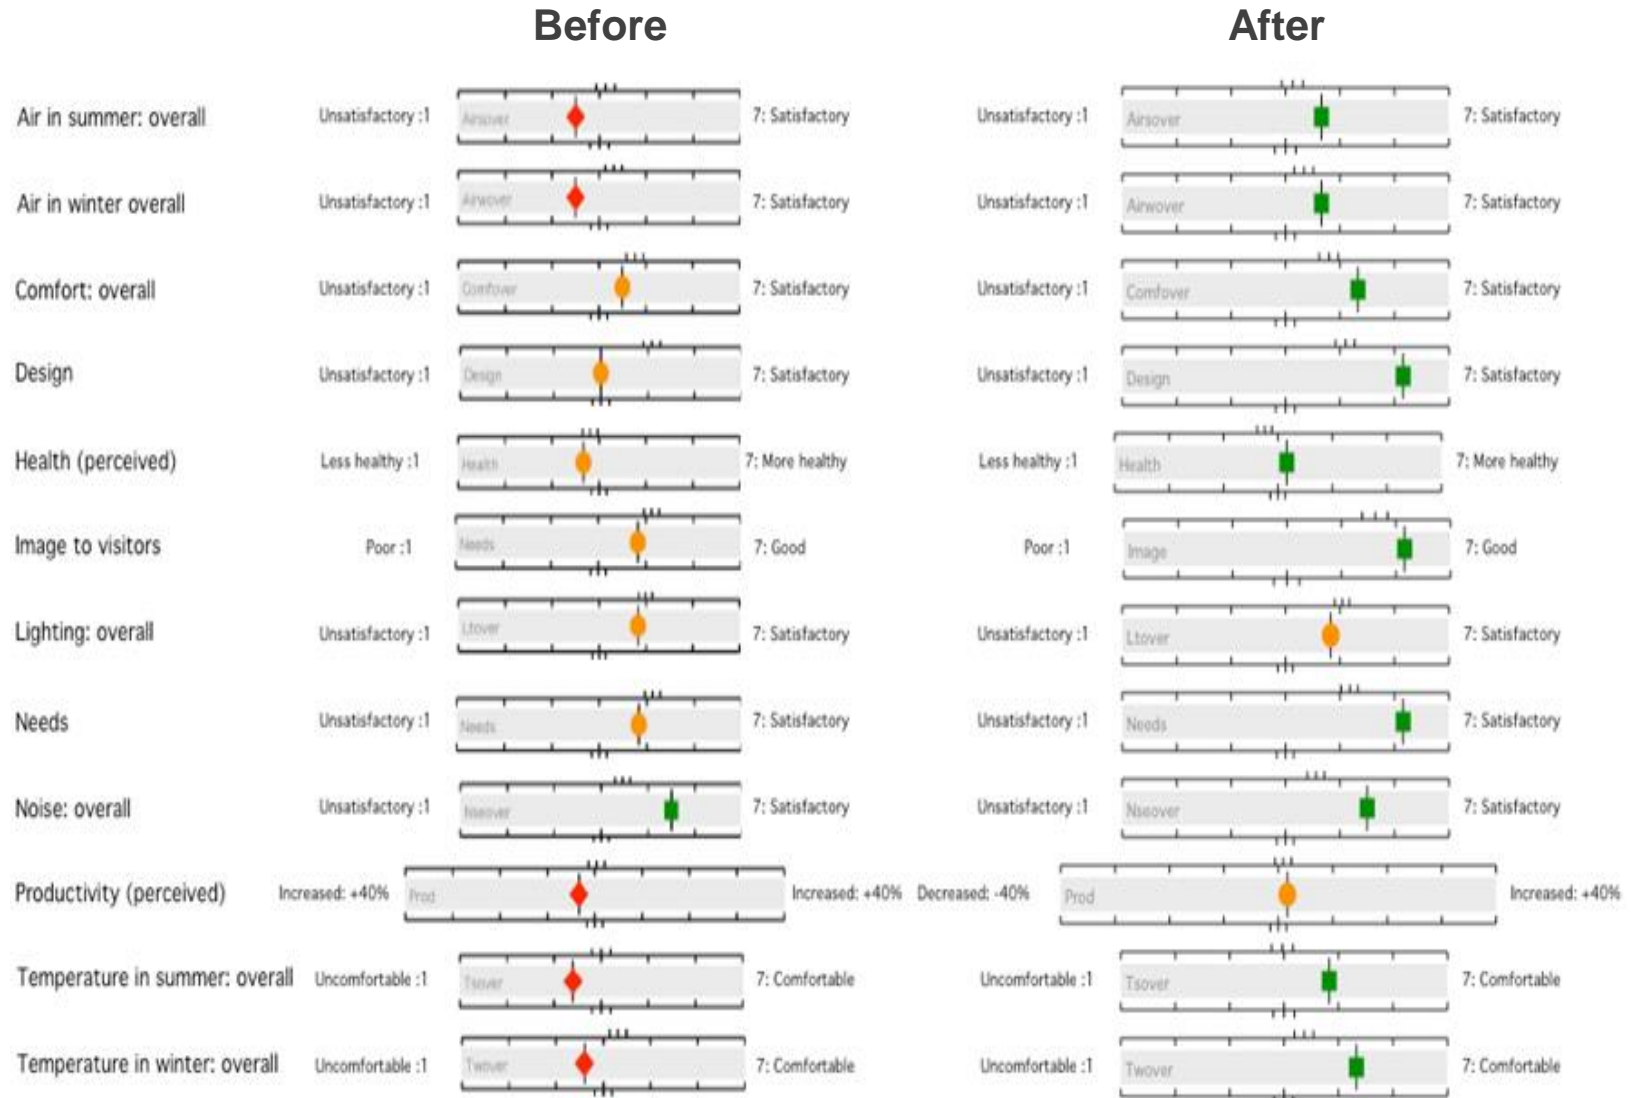 Before After
Air in summer: overall Unsatisfactory :1 Airsover 7: Satisfactory Unsatisfactory :1 Airsover 7: Satisfactory
Air in winter overall Unsatisfactory :1 Airwover 7: Satisfactory Unsatisfactory :1 Airwover 7: Satisfactory
Comfort: overall Unsatisfactory :1 Comfover 7: Satisfactory Unsatisfactory :1 Comfover 7: Satisfactory
Design Unsatisfactory :1 Design 7: Satisfactory Unsatisfactory :1 Design 7: Satisfactory
Health (perceived) Less healthy :1 Health 7: More healthy Less healthy :1 Health 7: More healthy
Image to visitors Poor :1 Needs 7: Good Poor :1 Image 7: Good
Lighting: overall Unsatisfactory :1 Ltover 7: Satisfactory Unsatisfactory :1 Ltover 7: Satisfactory
Needs Unsatisfactory :1 Needs 7: Satisfactory Unsatisfactory :1 Needs 7: Satisfactory
Noise: overall Unsatisfactory :1 Nseover 7: Satisfactory Unsatisfactory :1 Nseover 7: Satisfactory
Productivity (perceived) Increased: +40% Prod Increased: +40% Decreased: -40% Prod Increased: +40%
Temperature in summer: overall Uncomfortable :1 Tsover 7: Comfortable Uncomfortable :1 Tsover 7: Comfortable
Temperature in winter: overall Uncomfortable :1 Twover 7: Comfortable Uncomfortable :1 Twover 7: Comfortable